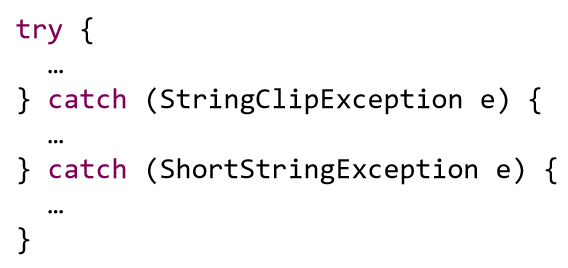 try {
  …
} catch (StringClipException e) {
  …
} catch (ShortStringException e) {
  …
}